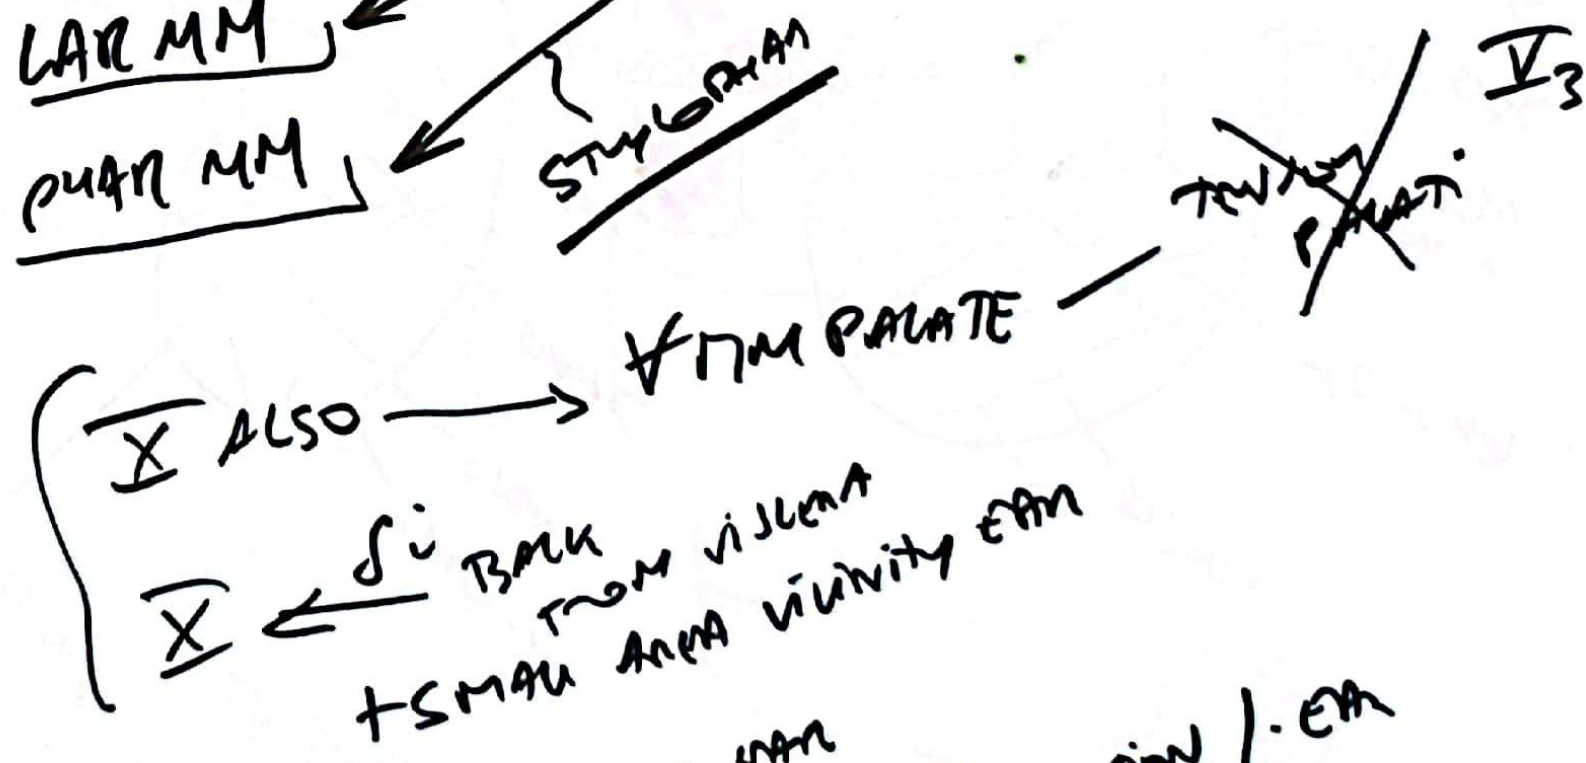 LAR MM
PHAR MM
STYLOPHAR
V3
TENSOR
PALATI
∀ MM PALATE —
X ALSO →
X ← δi BACK
FROM VISCERA
+ SMALL AREA VICINITY EAR
EAR